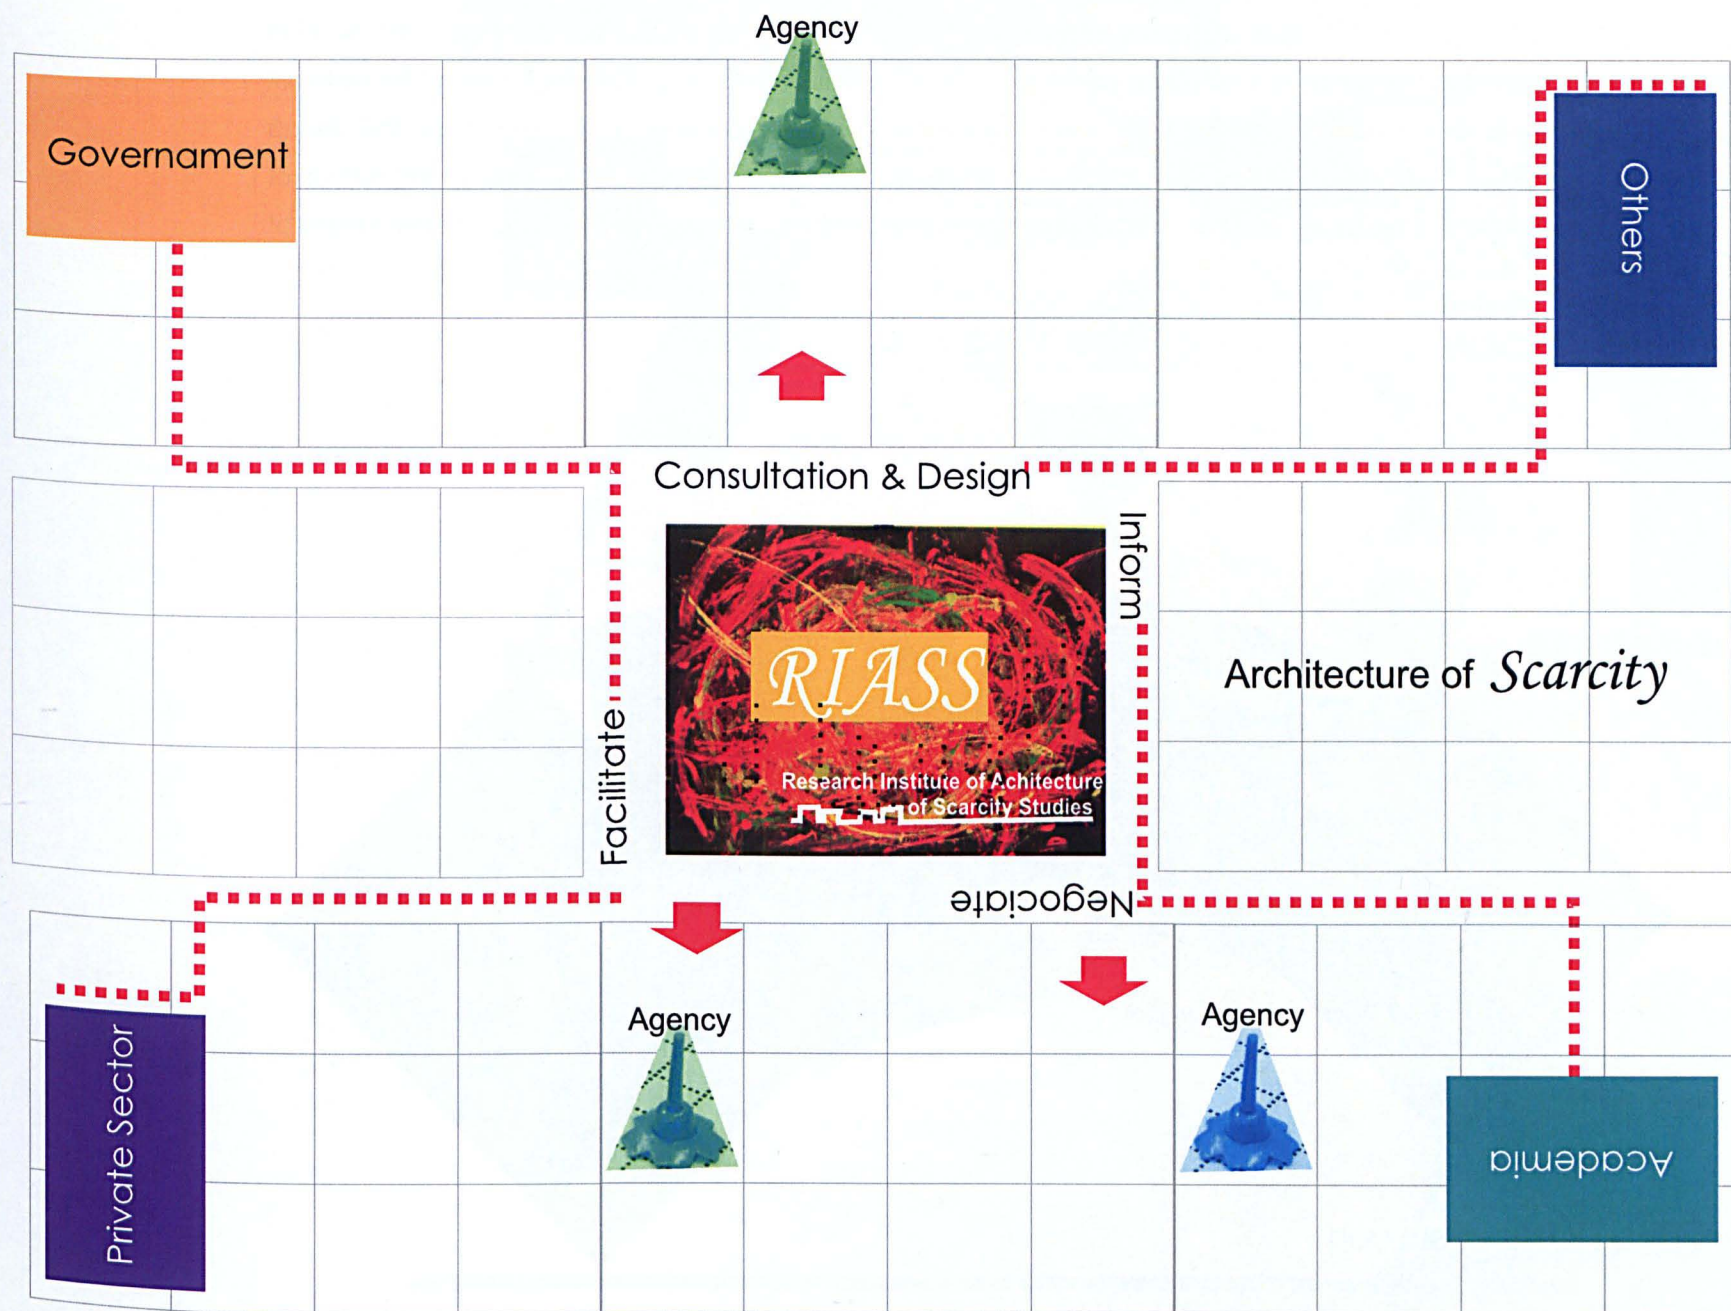 Agency
Governament
Others
Consultation & Design
Inform
Architecture of Scarcity
RIASS
Facilitate
Research Institute of Achitecture
of Scarcity Studies
Negociate
Agency
Agency
Private Sector
Academia